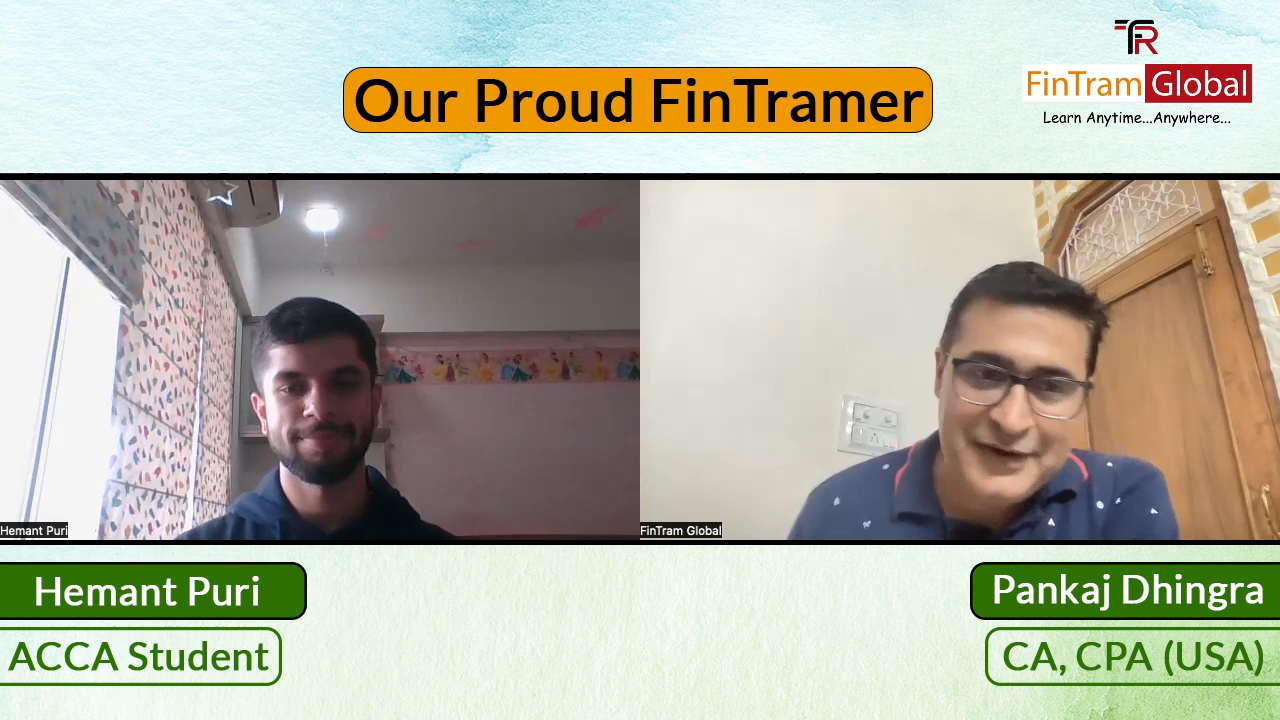 Our Proud FinTramer
FR
FinTram Global
Learn Anytime...Anywhere...
Hemant Puri
FinTram Global
Hemant Puri
ACCA Student
Pankaj Dhingra
CA, CPA (USA)